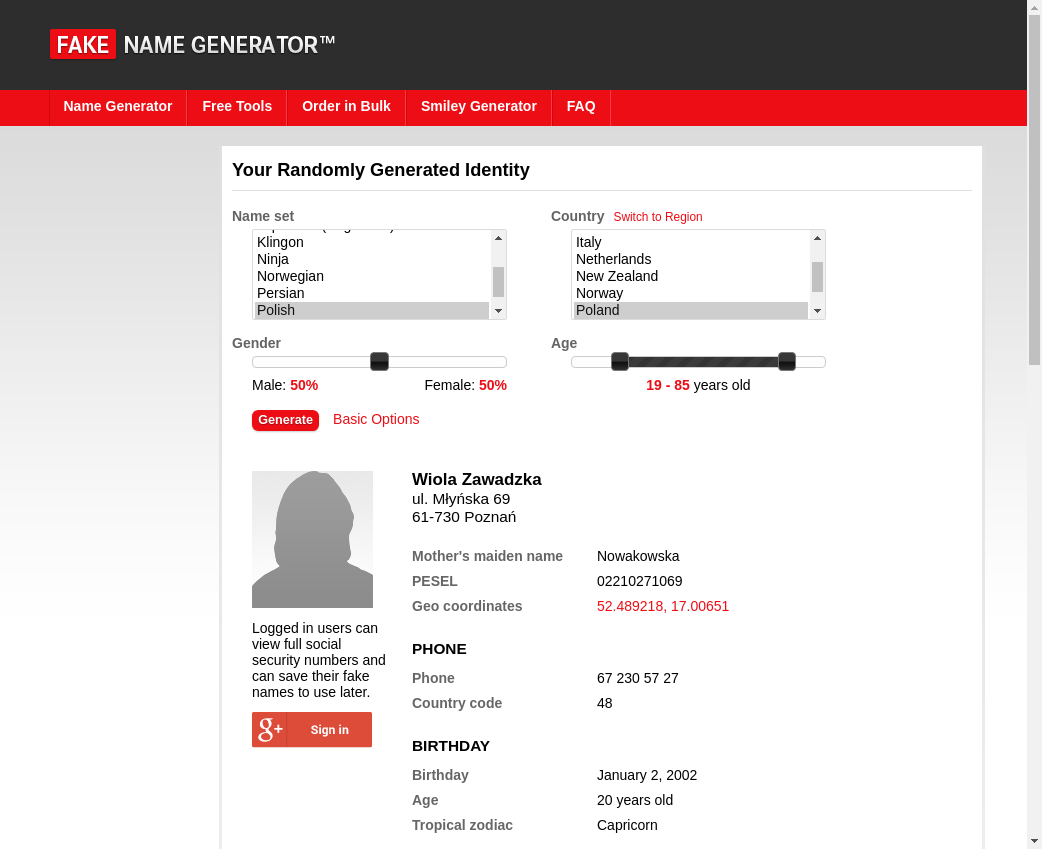 FAKE NAME GENERATOR™
Name Generator Free Tools Order in Bulk Smiley Generator FAQ
Your Randomly Generated Identity
Name set
Klingon
Ninja
Norwegian
Persian
Polish
Country Switch to Region
Italy
Netherlands
New Zealand
Norway
Poland
Gender
Male: 50% Female: 50%
Age
19 - 85 years old
Generate Basic Options
Wiola Zawadzka
ul. Młyńska 69
61-730 Poznań
Mother's maiden name Nowakowska
PESEL 02210271069
Geo coordinates 52.489218, 17.00651
Logged in users can
view full social
security numbers and
can save their fake
names to use later.
g+ Sign in
PHONE
Phone 67 230 57 27
Country code 48
BIRTHDAY
Birthday January 2, 2002
Age 20 years old
Tropical zodiac Capricorn